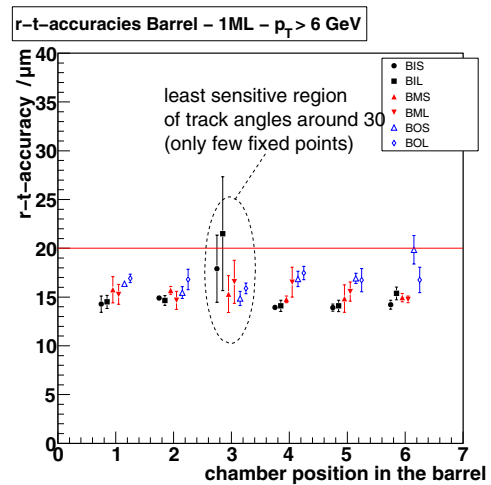 r-t-accuracies Barrel - 1ML - pT > 6 GeV
r-t-accuracy /μm
40
35
30
25
20
15
10
5
0
BIS
BIL
BMS
BML
BOS
BOL
least sensitive region
of track angles around 30
(only few fixed points)
0 1 2 3 4 5 6 7
chamber position in the barrel